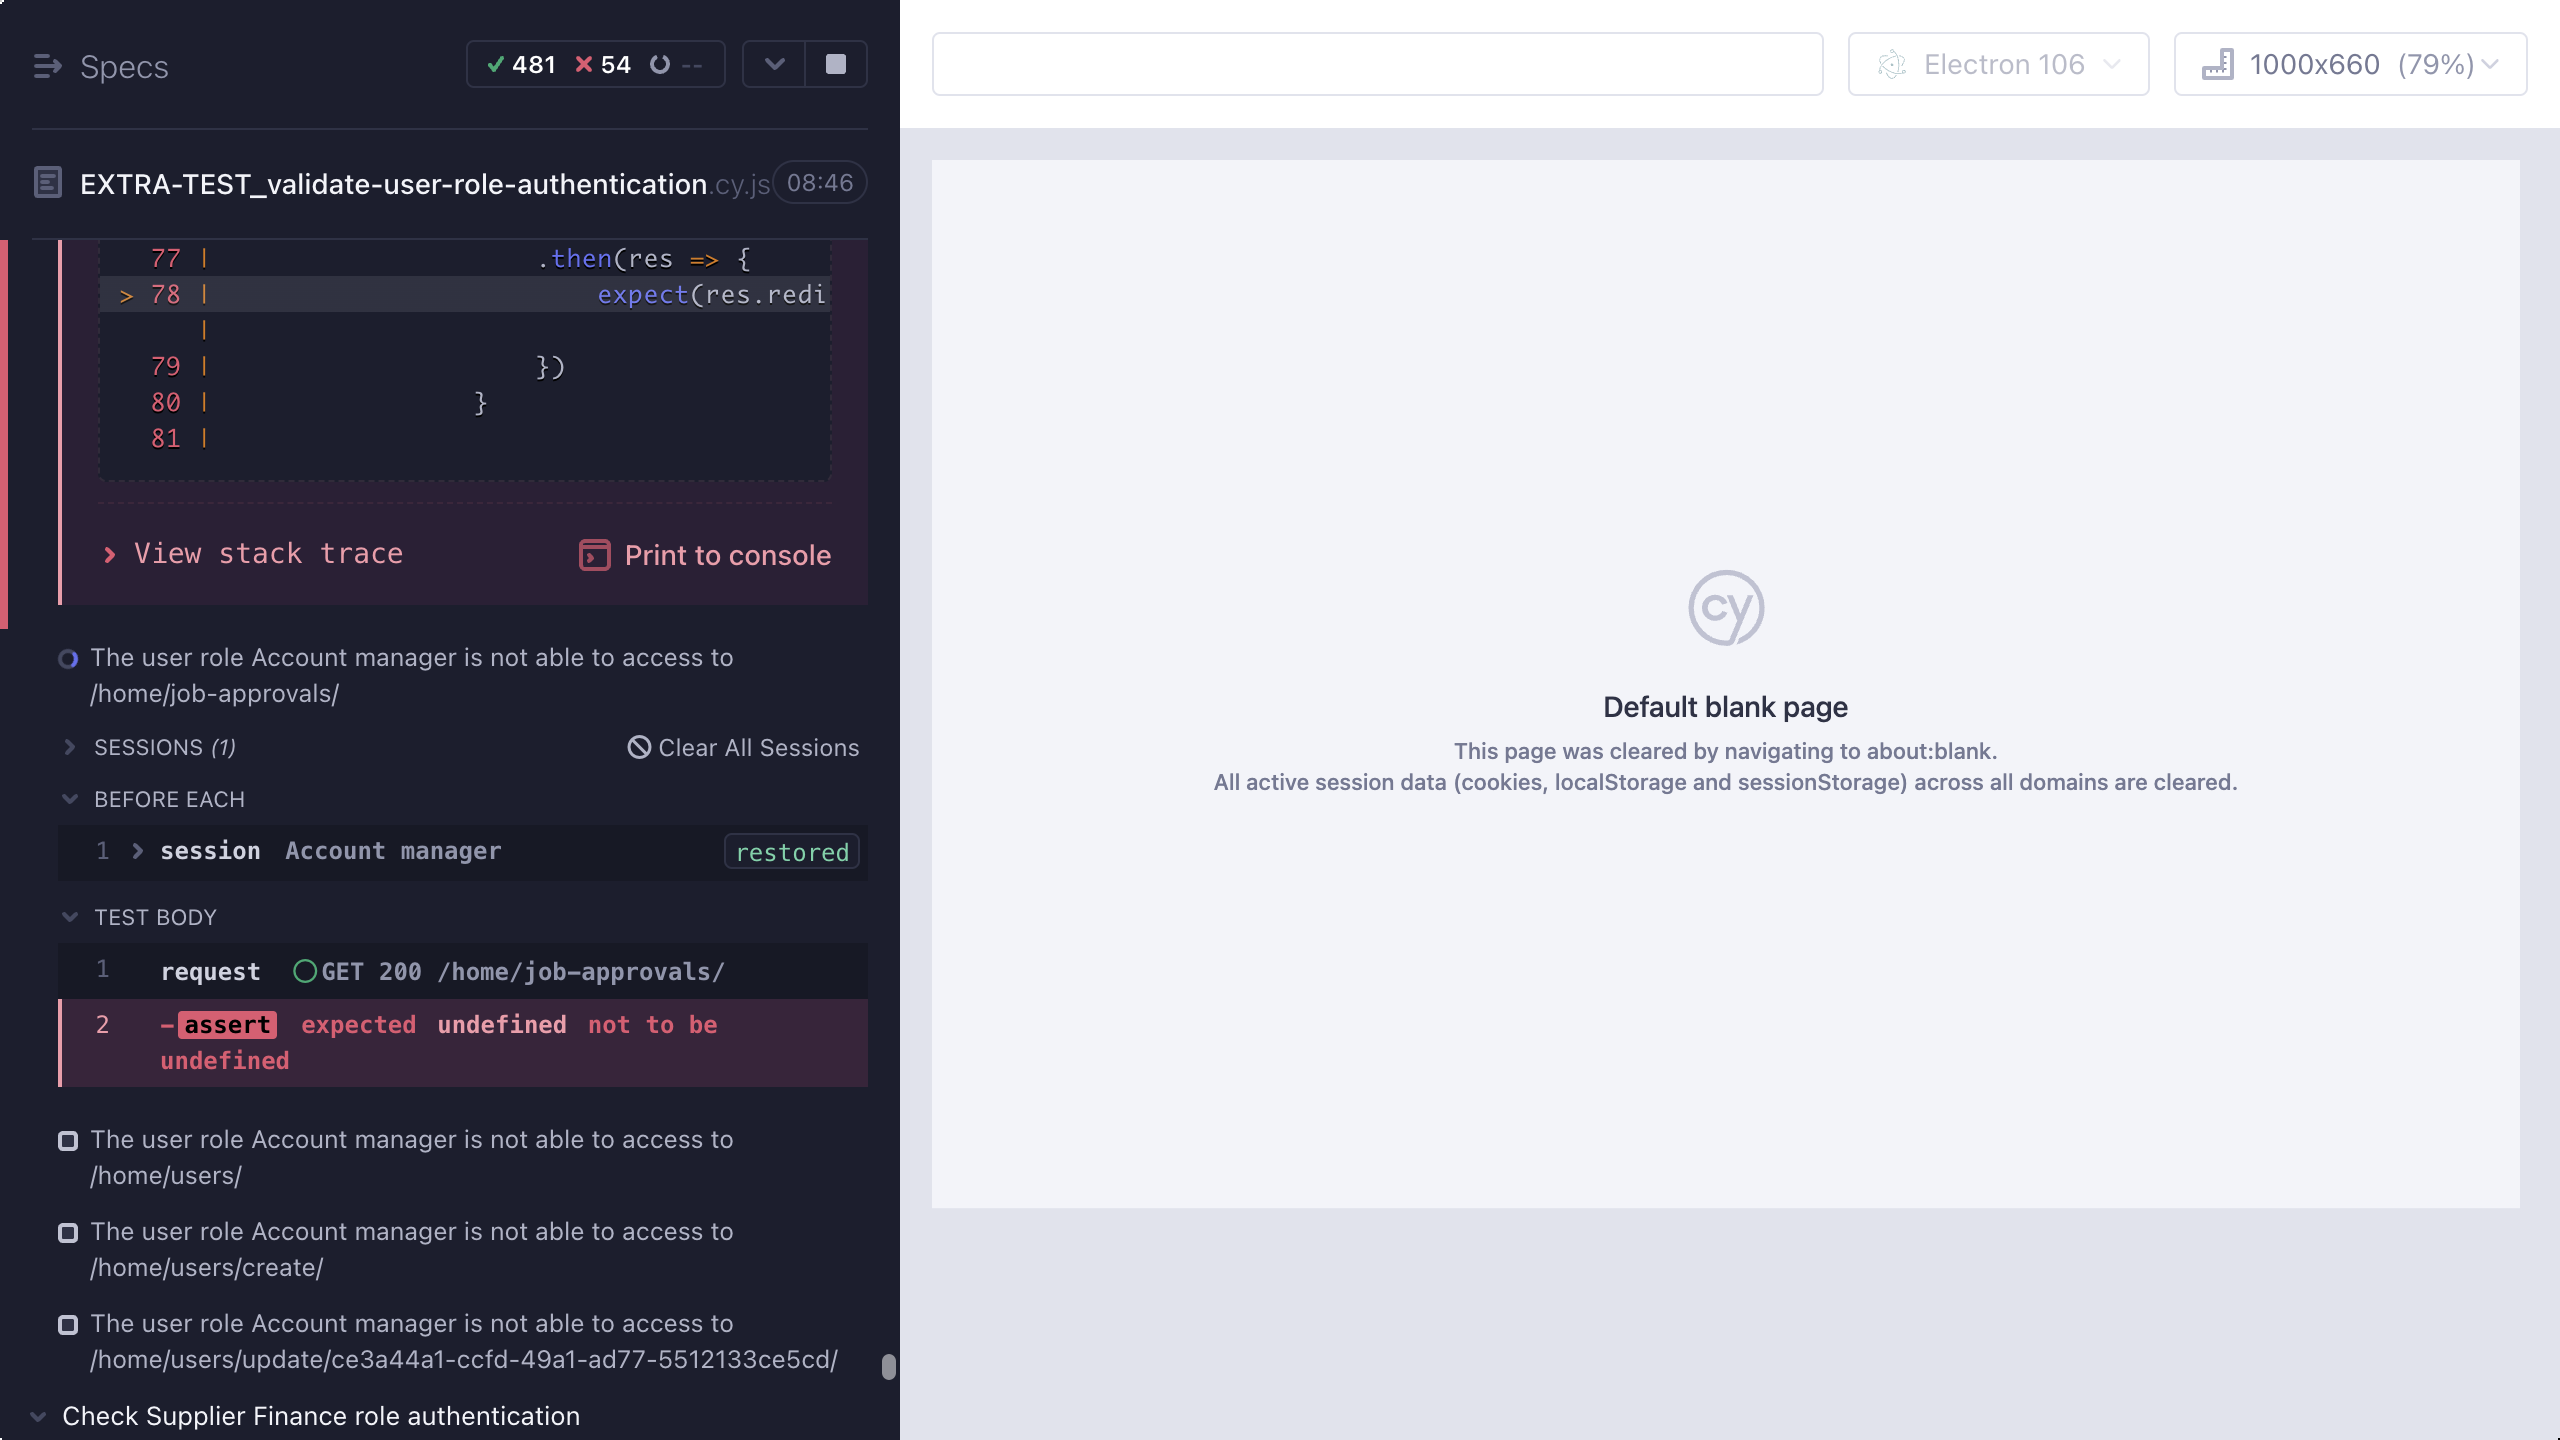 Specs
481 54 --
EXTRA-TEST_validate-user-role-authentication.cy.js 08:46
77 | .then(res => {
> 78 | expect(res.redi
|
79 | })
80 | }
81 |
View stack trace
Print to console
The user role Account manager is not able to access to
/home/job-approvals/
SESSIONS (1)
Clear All Sessions
BEFORE EACH
1 session Account manager restored
TEST BODY
1 request GET 200 /home/job-approvals/
2 -assert expected undefined not to be
undefined
The user role Account manager is not able to access to
/home/users/
The user role Account manager is not able to access to
/home/users/create/
The user role Account manager is not able to access to
/home/users/update/ce3a44a1-ccfd-49a1-ad77-5512133ce5cd/
Check Supplier Finance role authentication
Electron 106
1000x660 (79%)
cy
Default blank page
This page was cleared by navigating to about:blank.
All active session data (cookies, localStorage and sessionStorage) across all domains are cleared.